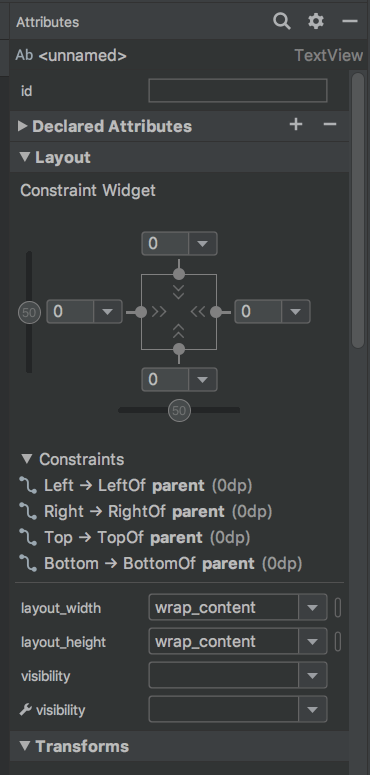 Attributes
Ab <unnamed> TextView
id
Declared Attributes
Layout
Constraint Widget
0
50 0 0
0
50
Constraints
Left → LeftOf parent (0dp)
Right → RightOf parent (0dp)
Top → TopOf parent (0dp)
Bottom → BottomOf parent (0dp)
layout_width wrap_content
layout_height wrap_content
visibility
visibility
Transforms